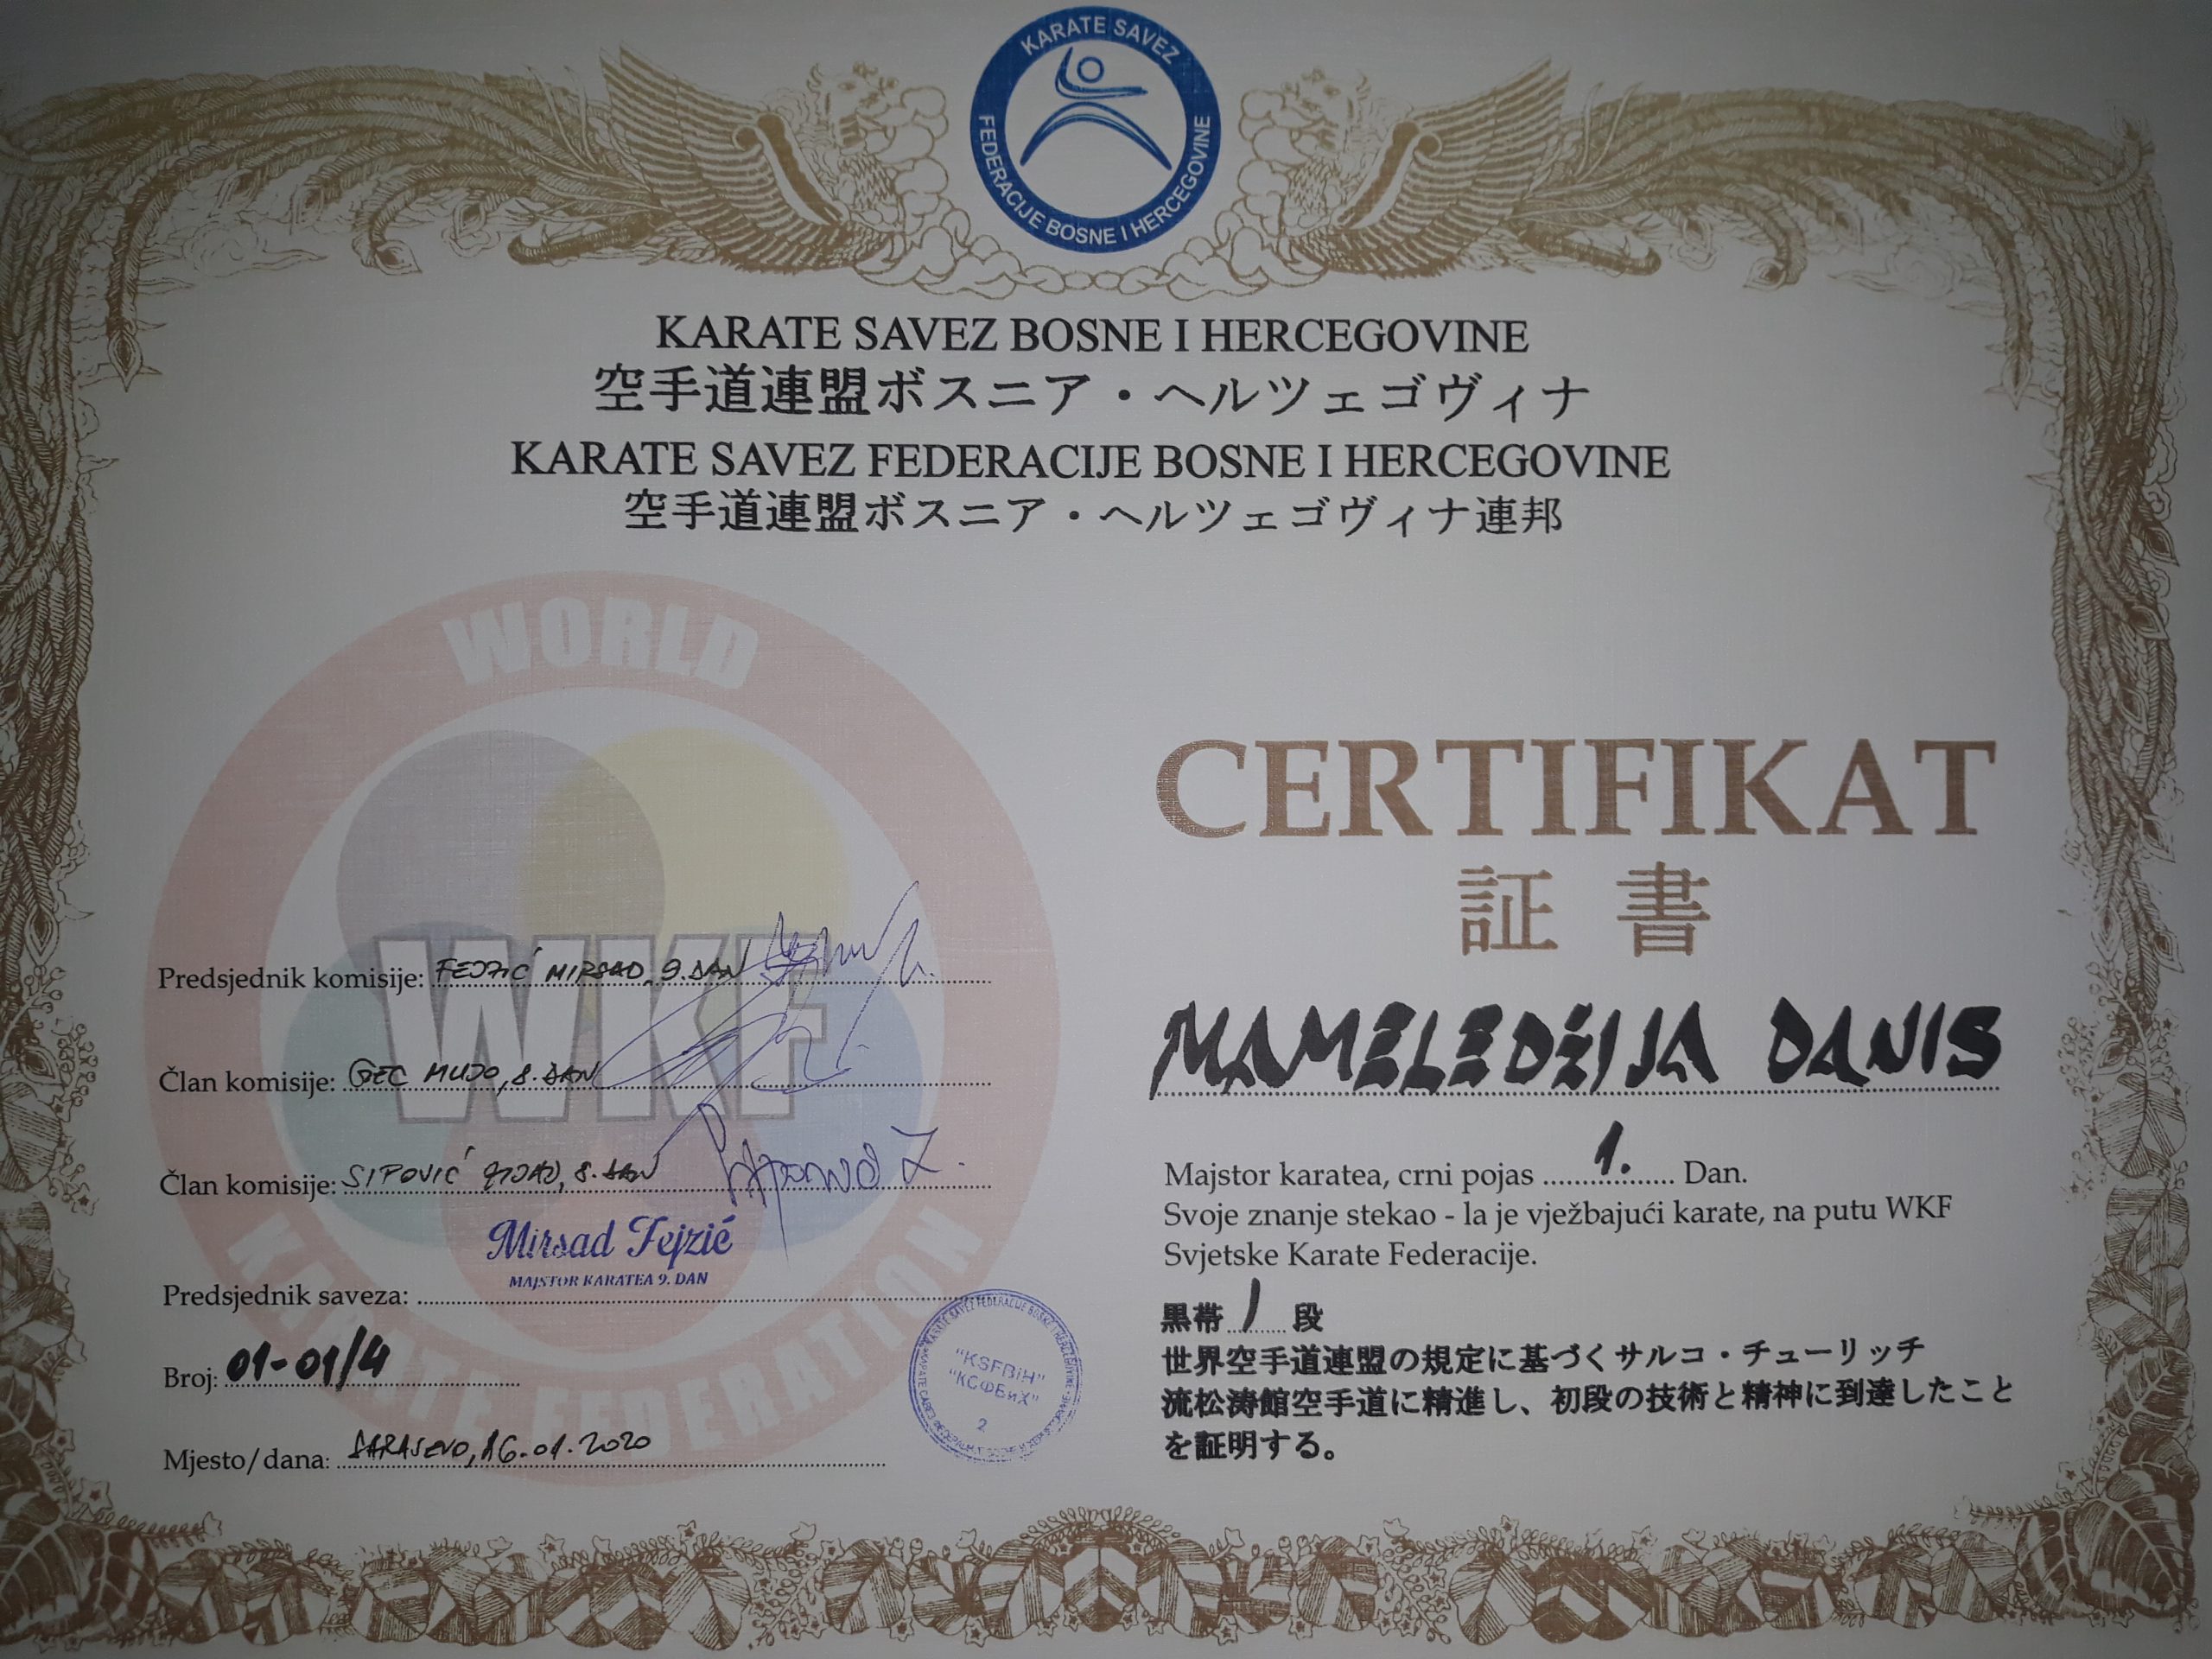 KARATE SAVEZ
FEDERACIJE BOSNE I HERCEGOVINE
KARATE SAVEZ BOSNE I HERCEGOVINE
空手道連盟ボスニア・ヘルツェゴヴィナ
KARATE SAVEZ FEDERACIJE BOSNE I HERCEGOVINE
空手道連盟ボスニア・ヘルツェゴヴィナ連邦
WORLD
WKF
KARATE FEDERATION
Predsjednik komisije: FEJZIĆ MIRSAD, 9. DAN
Član komisije: GEC MUJO, 8. DAN
Član komisije: SIPOVIĆ ZIJAD, 8. DAN
Mirsad Fejzić
MAJSTOR KARATEA 9. DAN
Predsjednik saveza:
Broj: 01-01/4
Mjesto/dana: SARAJEVO, 16.01.2020
"KSFBiH"
"КСФБиХ"
2
CERTIFIKAT
証書
MAMELEDŽIJA DANIS
Majstor karatea, crni pojas 1. Dan.
Svoje znanje stekao - la je vježbajući karate, na putu WKF
Svjetske Karate Federacije.
黒帯 1 段
世界空手道連盟の規定に基づくサルコ・チューリッチ
流松涛館空手道に精進し、初段の技術と精神に到達したこと
を証明する。